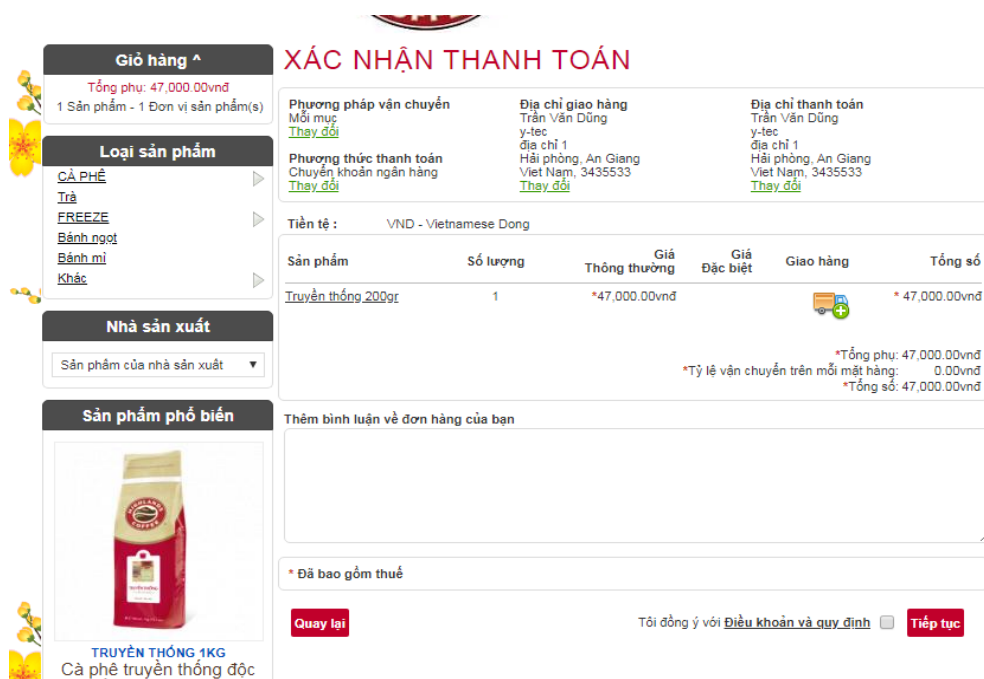 COFFEE
Giỏ hàng ^
Tổng phụ: 47,000.00vnđ
1 Sản phẩm - 1 Đơn vị sản phẩm(s)
Loại sản phẩm
CÀ PHÊ
Trà
FREEZE
Bánh ngọt
Bánh mì
Khác
Nhà sản xuất
Sản phẩm của nhà sản xuất ▼
Sản phẩm phổ biến
HIGHLANDS
COFFEE
TRUYỀN THỐNG 1KG
Cà phê truyền thống độc
XÁC NHẬN THANH TOÁN
Phương pháp vận chuyển
Mỗi mục
Thay đổi
Phương thức thanh toán
Chuyển khoản ngân hàng
Thay đổi
Địa chỉ giao hàng
Trần Văn Dũng
y-tec
địa chỉ 1
Hải phòng, An Giang
Viet Nam, 3435533
Thay đổi
Địa chỉ thanh toán
Trần Văn Dũng
y-tec
địa chỉ 1
Hải phòng, An Giang
Viet Nam, 3435533
Thay đổi
Tiền tệ : VND - Vietnamese Dong
Sản phẩm Số lượng Giá Thông thường Giá Đặc biệt Giao hàng Tổng số
Truyền thống 200gr 1 *47,000.00vnđ * 47,000.00vnđ
*Tổng phụ: 47,000.00vnđ
*Tỷ lệ vận chuyển trên mỗi mặt hàng: 0.00vnđ
*Tổng số: 47,000.00vnđ
Thêm bình luận về đơn hàng của bạn
* Đã bao gồm thuế
Quay lại Tôi đồng ý với Điều khoản và quy định Tiếp tục